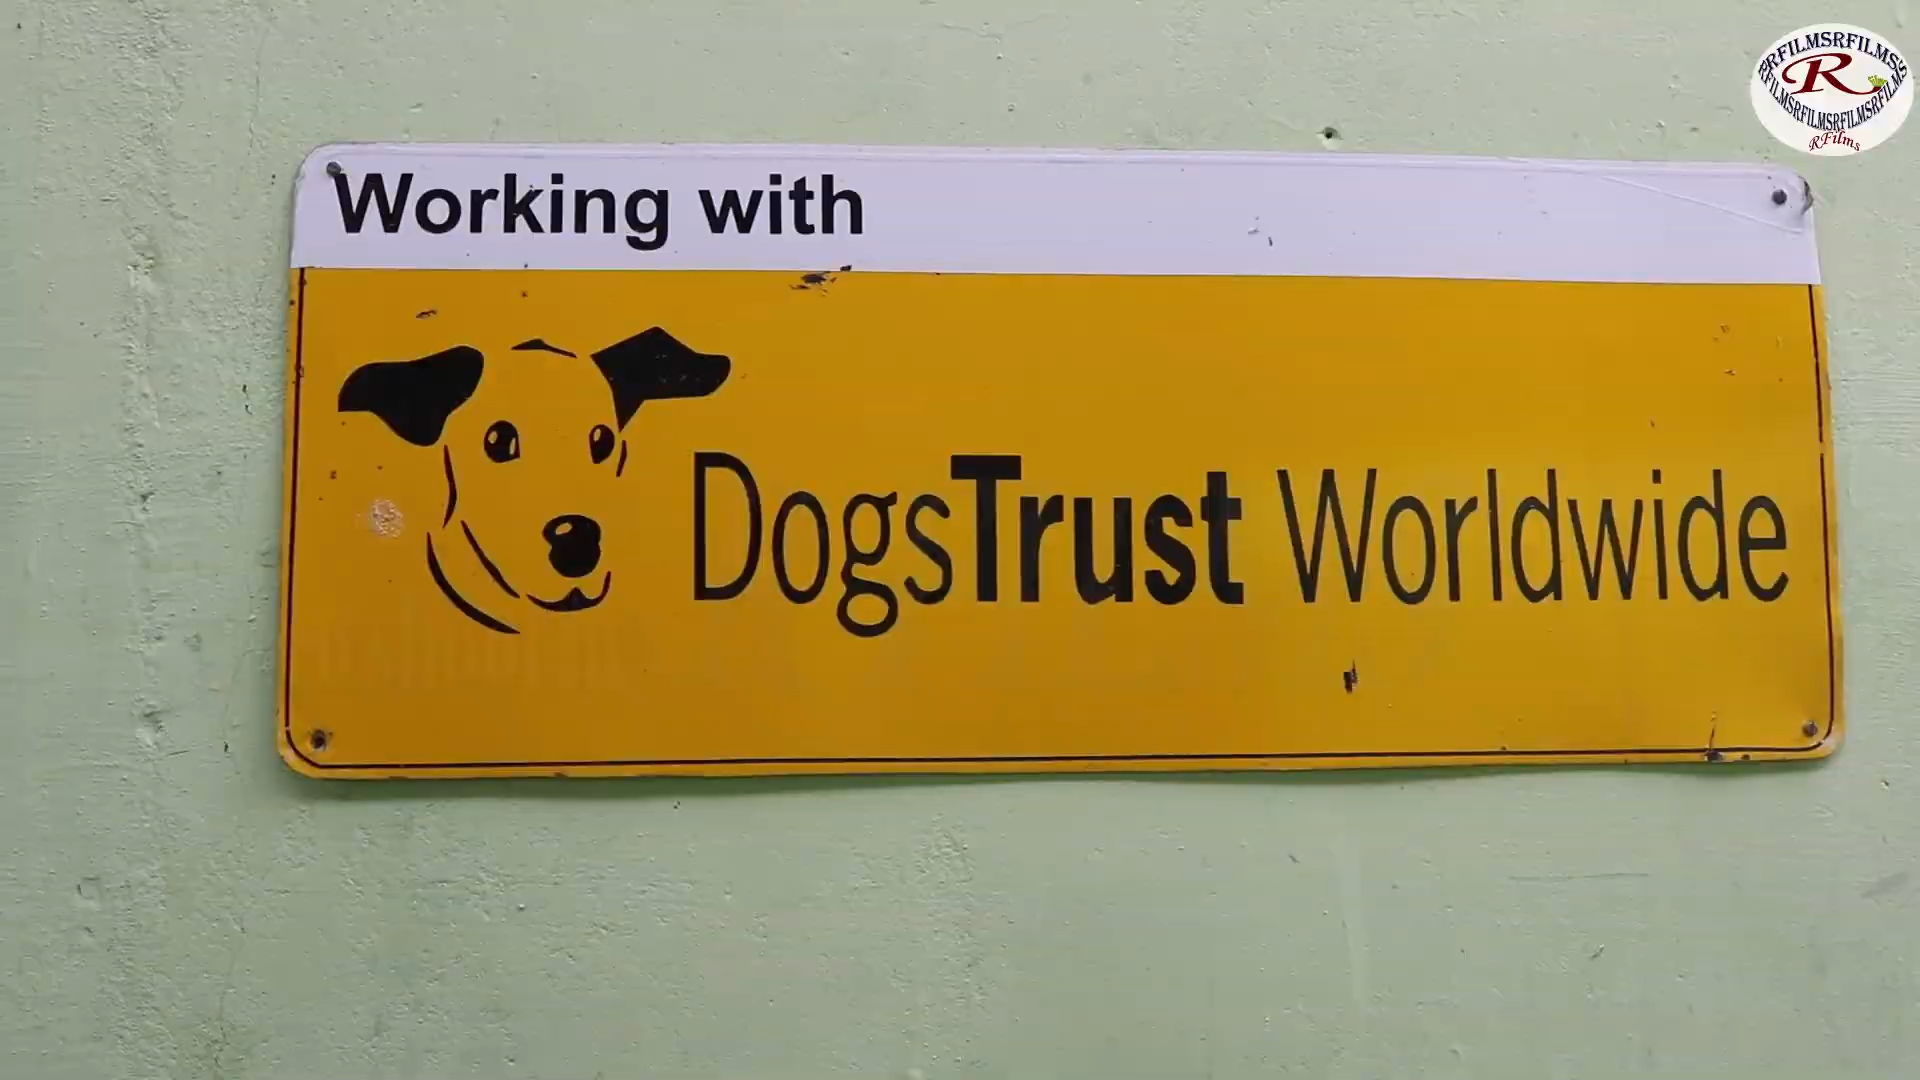 Working with
DogsTrust Worldwide
RFILMSRFILMS
R
RFILMSRFILMSRFILMSRFILMS
RFilms